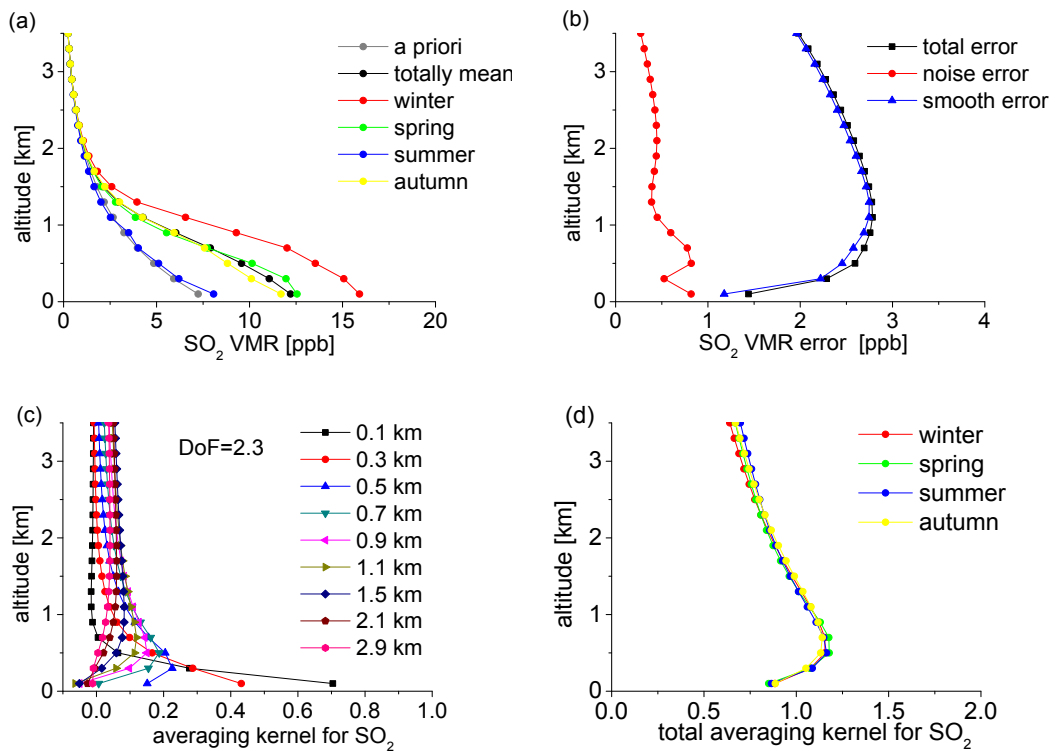 (a)
a priori
totally mean
winter
spring
summer
autumn
altitude [km]
3
2
1
0
0 5 10 15 20
SO2 VMR [ppb]
(b)
total error
noise error
smooth error
altitude [km]
3
2
1
0
0 1 2 3 4
SO2 VMR error [ppb]
(c)
DoF=2.3
0.1 km
0.3 km
0.5 km
0.7 km
0.9 km
1.1 km
1.5 km
2.1 km
2.9 km
altitude [km]
3
2
1
0
0.0 0.2 0.4 0.6 0.8 1.0
averaging kernel for SO2
(d)
winter
spring
summer
autumn
altitude [km]
3
2
1
0
0.0 0.5 1.0 1.5 2.0
total averaging kernel for SO2